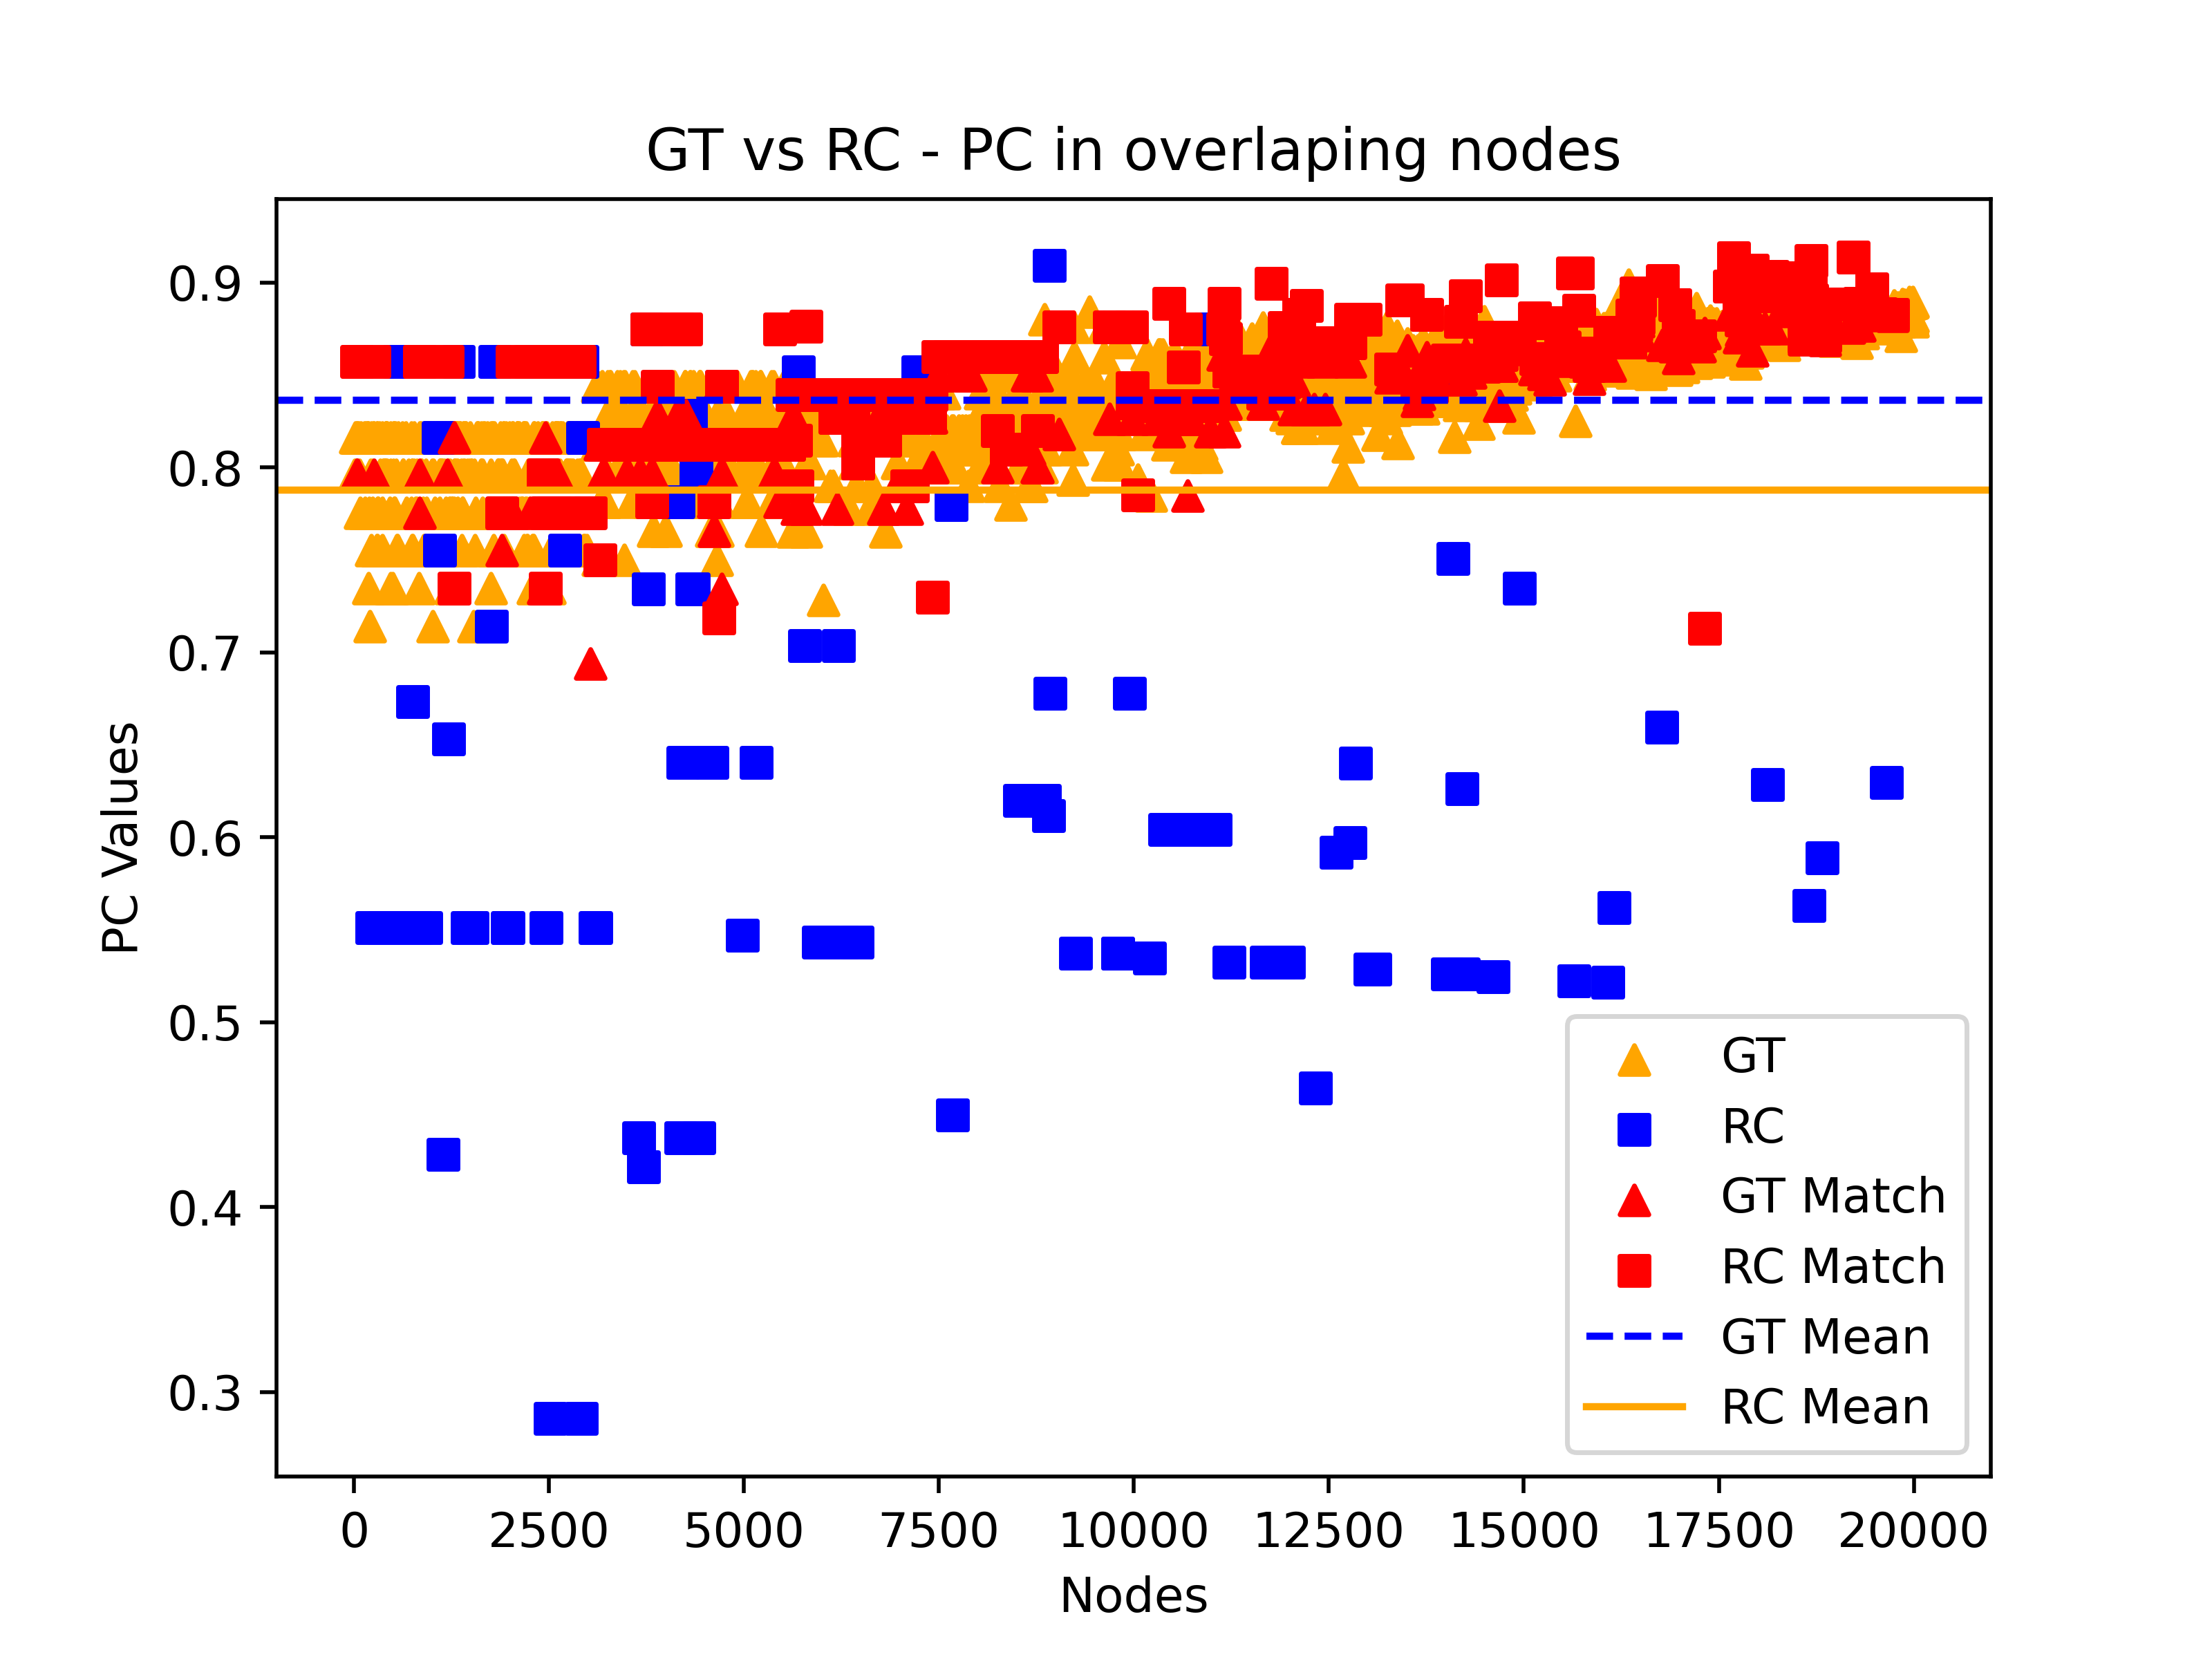 GT vs RC - PC in overlaping nodes
PC Values
0.9
0.8
0.7
0.6
0.5
0.4
0.3
GT
RC
GT Match
RC Match
GT Mean
RC Mean
0 2500 5000 7500 10000 12500 15000 17500 20000
Nodes